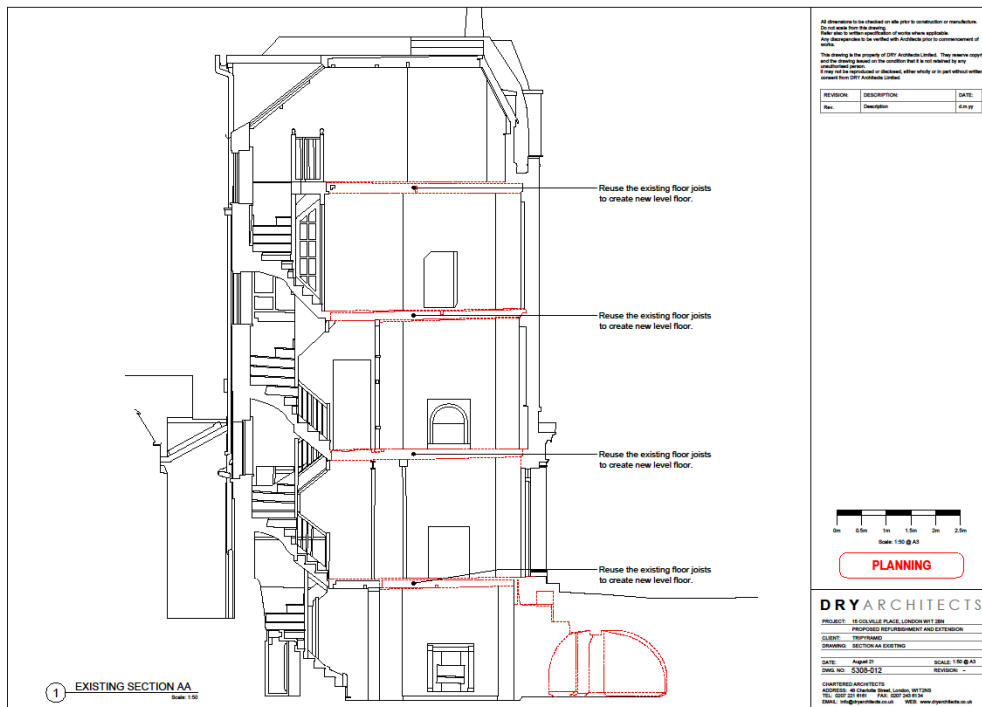 All dimensions to be checked on site prior to construction or manufacture.
Do not scale from this drawing.
Refer also to written specification of works where applicable.
Any discrepancies to be verified with Architects prior to commencement of
works.
This drawing is the property of DRY Architects Limited. They reserve copyri
and the drawing issued on the condition that it is not retained by any
unauthorised person.
It may not be reproduced or disclosed, either wholly or in part without written
consent from DRY Architects Limited.
REVISION: DESCRIPTION: DATE:
Rev. Description d.m.yy
Reuse the existing floor joists
to create new level floor.
Reuse the existing floor joists
to create new level floor.
Reuse the existing floor joists
to create new level floor.
Reuse the existing floor joists
to create new level floor.
0m 0.5m 1m 1.5m 2m 2.5m
Scale: 1:50 @ A3
PLANNING
DRY ARCHITECTS
PROJECT: 15 COLVILLE PLACE, LONDON W1T 2BN
PROPOSED REFURBISHMENT AND EXTENSION
CLIENT: TRIPYRAMID
DRAWING: SECTION AA EXISTING
DATE: August 21 SCALE: 1:50 @ A3
DWG. NO: 5308-012 REVISION: -
CHARTERED ARCHITECTS
ADDRESS: 49 Charlotte Street, London, W1T2NS
TEL: 0207 221 6161 FAX: 0207 243 8134
EMAIL: info@dryarchitects.co.uk WEB: www.dryarchitects.co.uk
1 EXISTING SECTION AA
Scale: 1:50